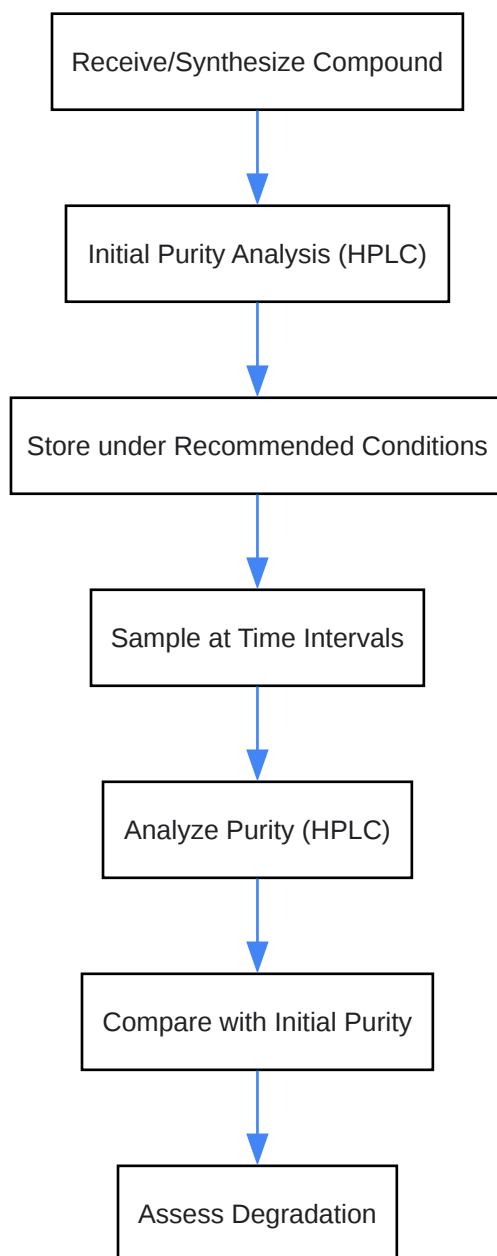 Receive/Synthesize Compound
Initial Purity Analysis (HPLC)
Store under Recommended Conditions
Sample at Time Intervals
Analyze Purity (HPLC)
Compare with Initial Purity
Assess Degradation